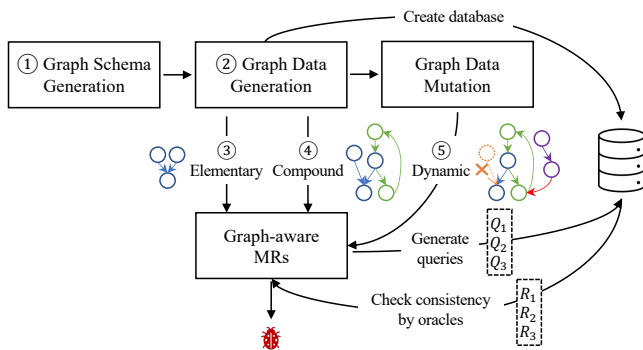 Create database
① Graph Schema
Generation
② Graph Data
Generation
Graph Data
Mutation
③
Elementary
④
Compound
⑤
Dynamic
Graph-aware
MRs
Generate
queries
Q₁
Q₂
Q₃
Check consistency
by oracles
R₁
R₂
R₃